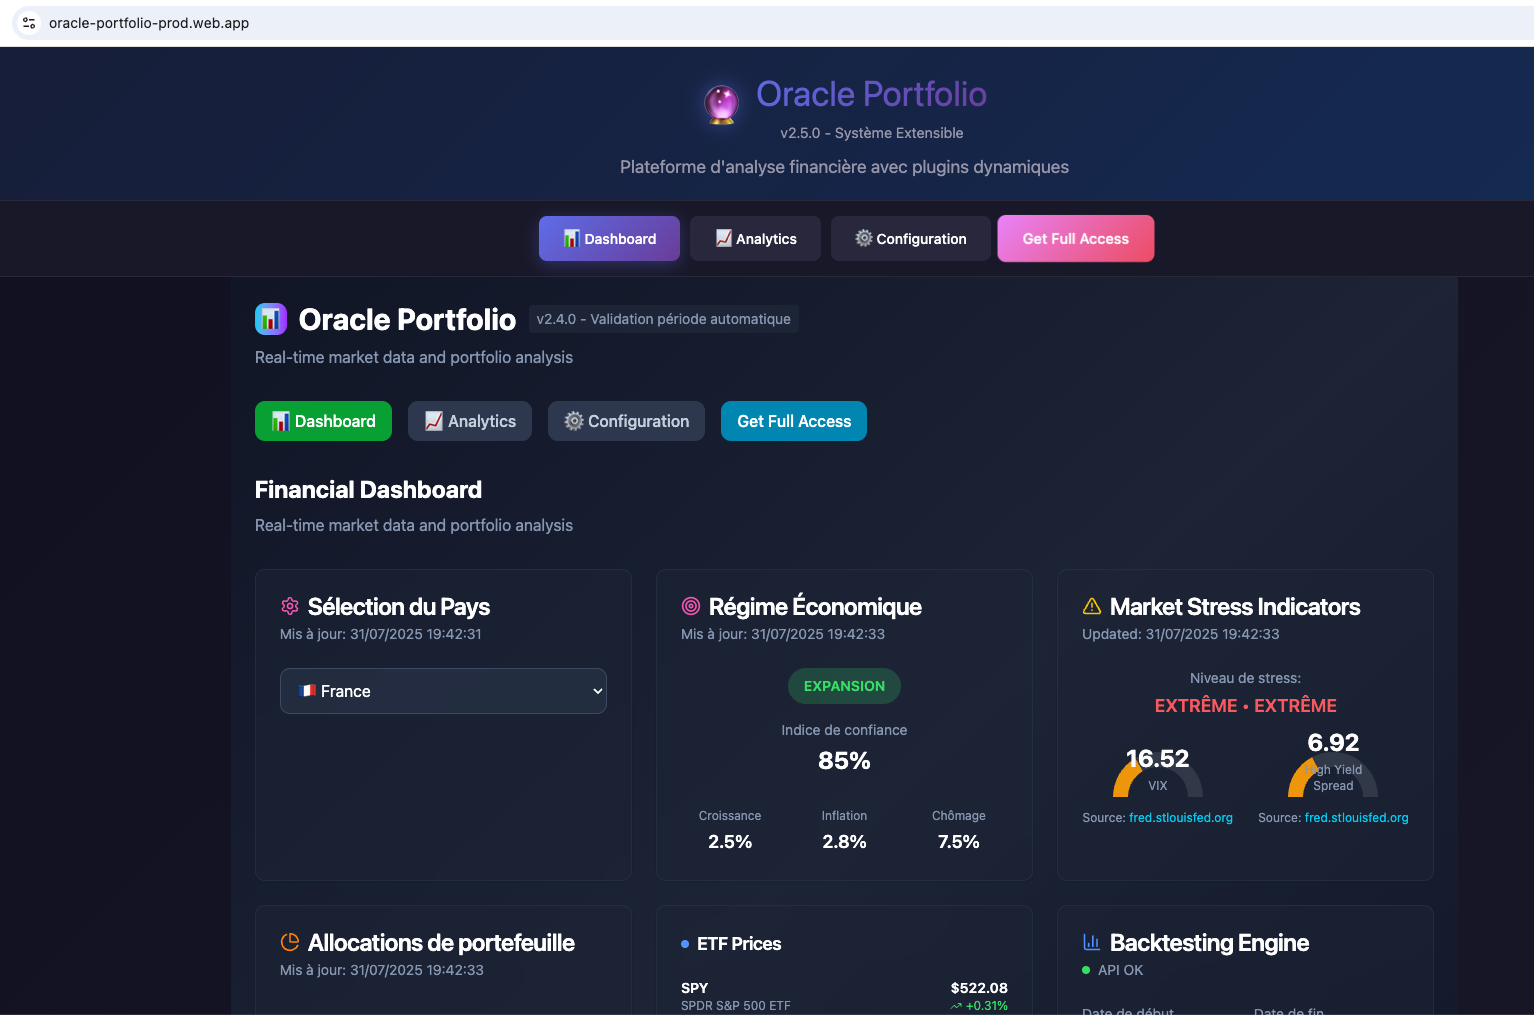 oracle-portfolio-prod.web.app
Oracle Portfolio
v2.5.0 - Système Extensible
Plateforme d'analyse financière avec plugins dynamiques
Dashboard
Analytics
Configuration
Get Full Access
Oracle Portfolio
v2.4.0 - Validation période automatique
Real-time market data and portfolio analysis
Dashboard
Analytics
Configuration
Get Full Access
Financial Dashboard
Real-time market data and portfolio analysis
Sélection du Pays
Mis à jour: 31/07/2025 19:42:31
France
Régime Économique
Mis à jour: 31/07/2025 19:42:33
EXPANSION
Indice de confiance
85%
Croissance
2.5%
Inflation
2.8%
Chômage
7.5%
Market Stress Indicators
Updated: 31/07/2025 19:42:33
Niveau de stress:
EXTRÊME • EXTRÊME
16.52
VIX
Source: fred.stlouisfed.org
6.92
High Yield
Spread
Source: fred.stlouisfed.org
Allocations de portefeuille
Mis à jour: 31/07/2025 19:42:33
ETF Prices
SPY
SPDR S&P 500 ETF
$522.08
+0.31%
Backtesting Engine
API OK
Date de début
Date de fin